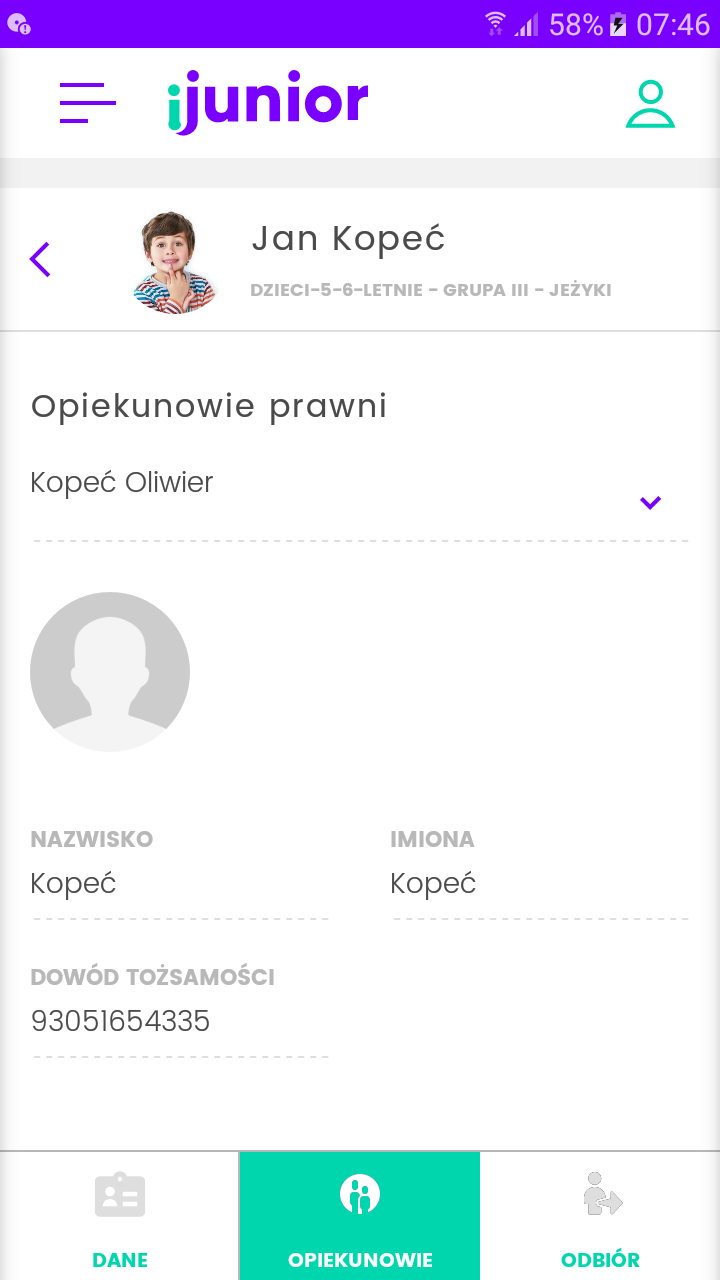 58% 07:46
ijunior
Jan Kopeć
DZIECI-5-6-LETNIE - GRUPA III - JEŻYKI
Opiekunowie prawni
Kopeć Oliwier
NAZWISKO IMIONA
Kopeć Kopeć
DOWÓD TOŻSAMOŚCI
93051654335
DANE OPIEKUNOWIE ODBIÓR